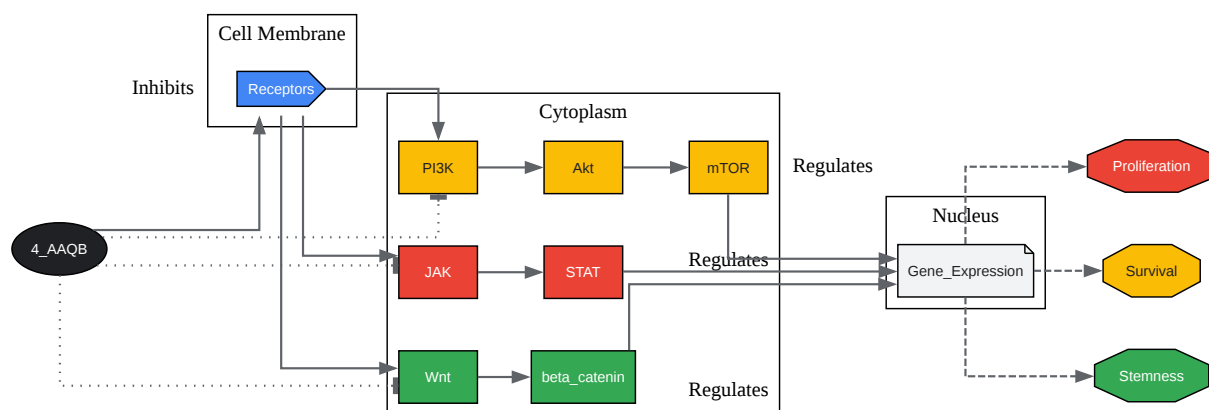 Cell Membrane
Inhibits
Receptors
Cytoplasm
PI3K
Akt
mTOR
Regulates
Proliferation
Nucleus
4_AAQB
JAK
STAT
Regulates
Gene_Expression
Survival
Wnt
beta_catenin
Regulates
Stemness